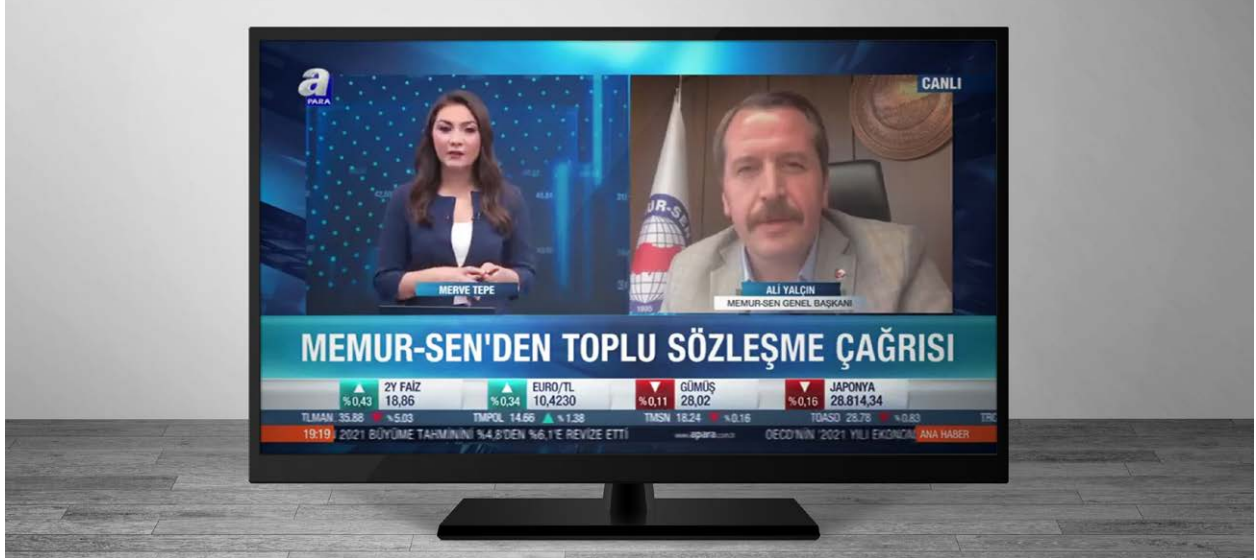 a
PARA
CANLI
MEMUR-SEN
1995
MERVE TEPE
ALİ YALÇIN
MEMUR-SEN GENEL BAŞKANI
MEMUR-SEN'DEN TOPLU SÖZLEŞME ÇAĞRISI
%0,43 2Y FAİZ 18,86
%0,34 EURO/TL 10,4230
%0,11 GÜMÜŞ 28,02
%0,16 JAPONYA 28.814,34
TLMAN 35.88 %5.03 TMPOL 14.66 %1.38 TMSN 18.24 %0.16 TOASO 28.78 %0.83
19:19 2021 BÜYÜME TAHMİNİNİ %4,8'DEN %6,1'E REVİZE ETTİ www.apara.com.tr OECD'NİN '2021 YILI ANA HABER